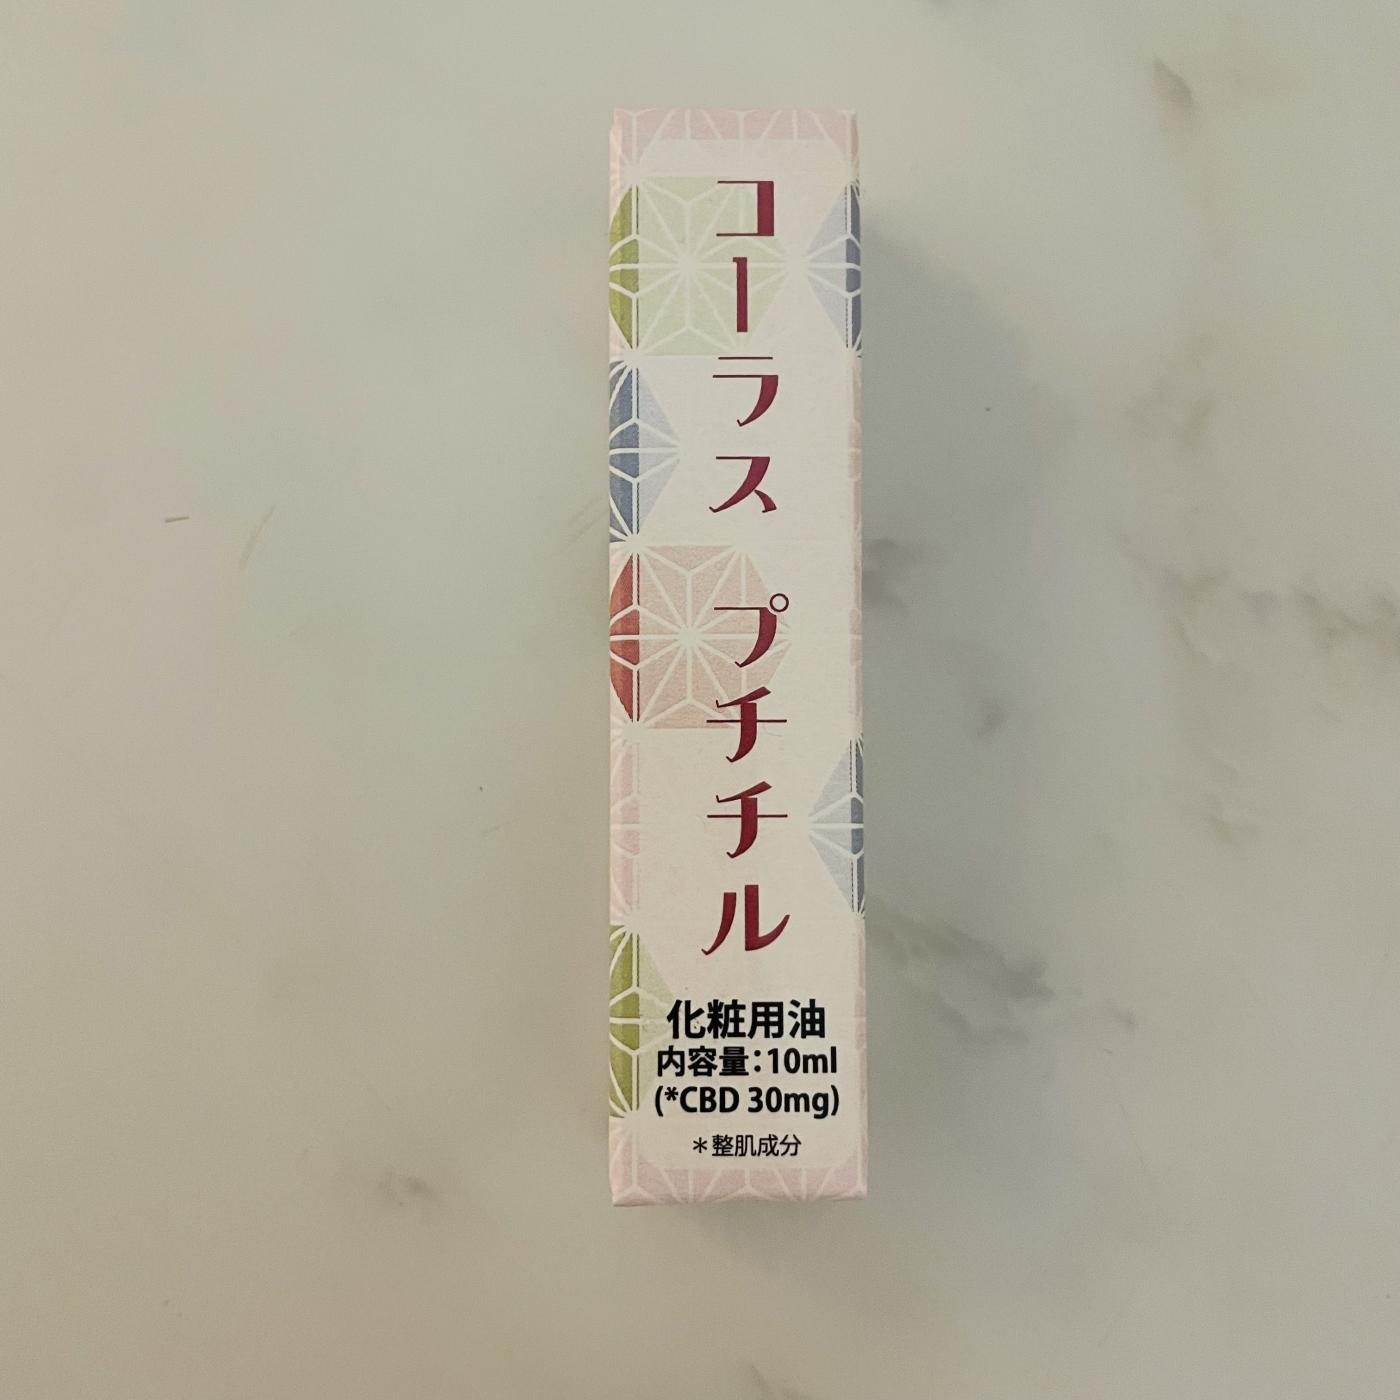 コーラス プチチル
化粧用油
内容量：10ml
(*CBD 30mg)
＊整肌成分